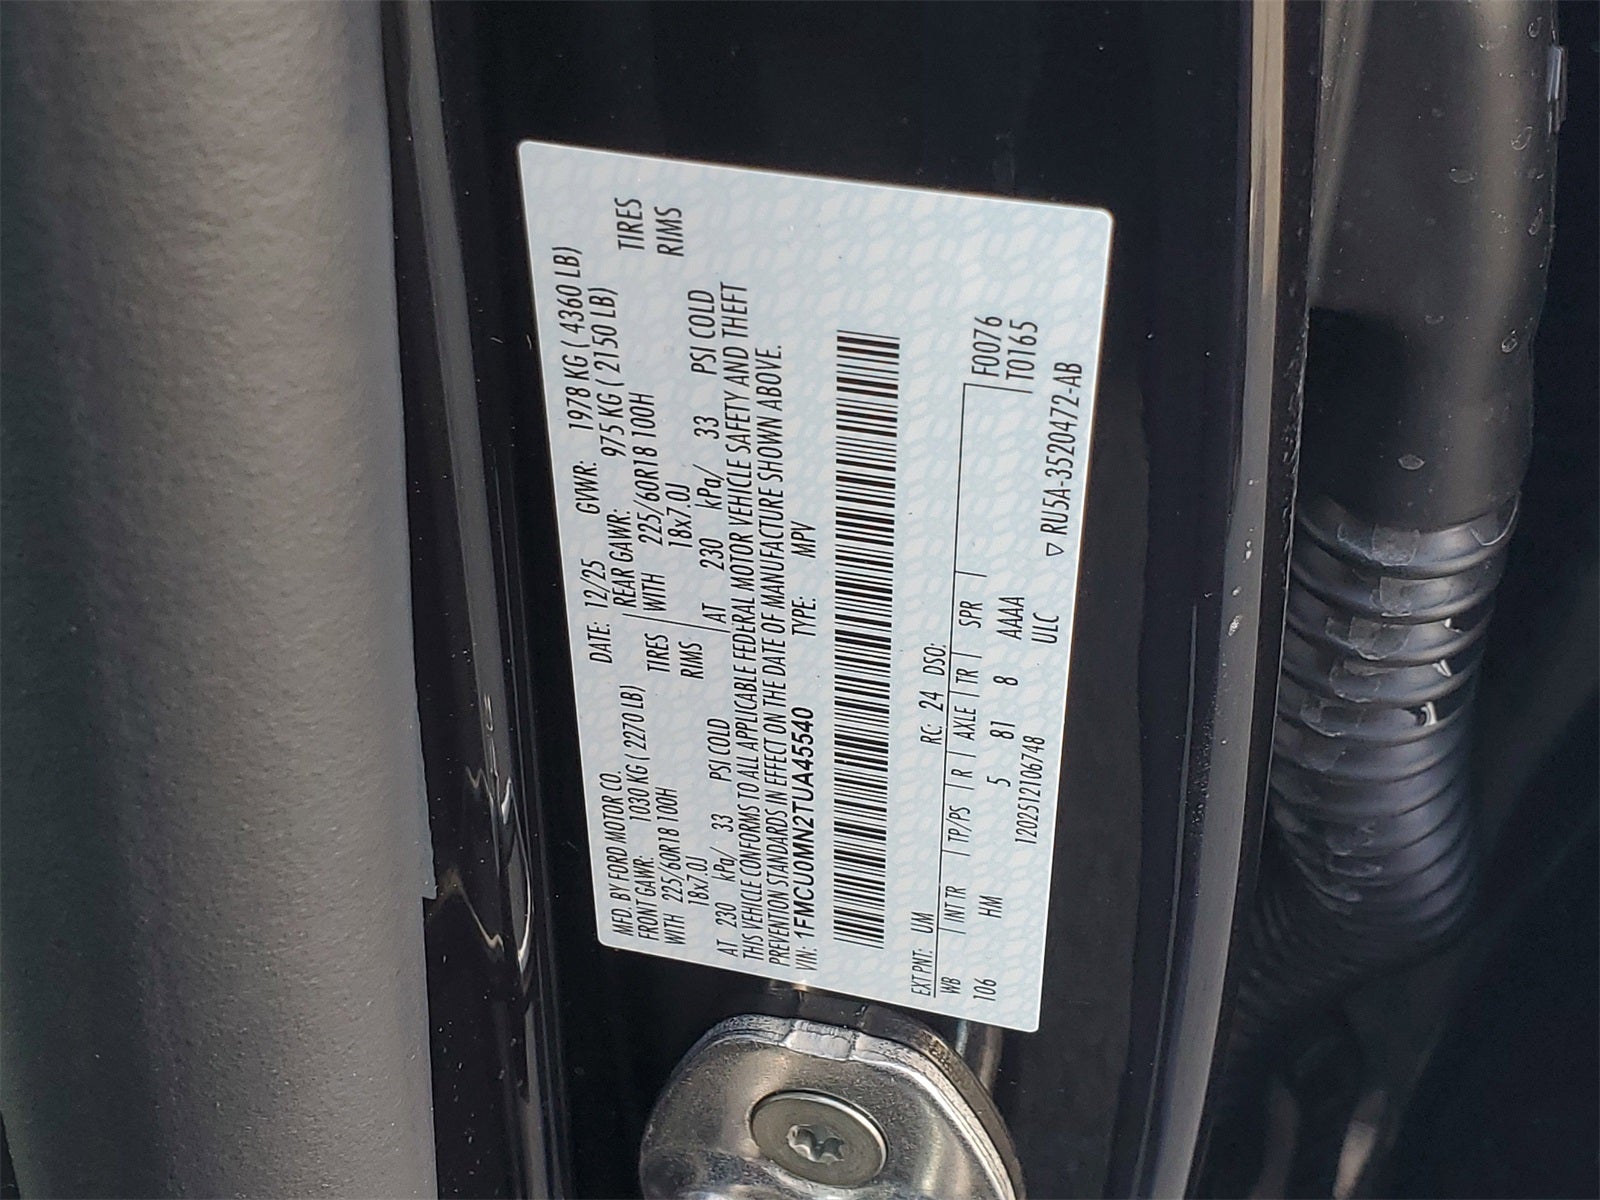 MFD. BY FORD MOTOR CO. DATE: 12/25 GVWR: 1978 KG ( 4360 LB)
FRONT GAWR: 1030 KG ( 2270 LB) REAR GAWR: 975 KG ( 2150 LB)
WITH 225/60R18 100H TIRES WITH 225/60R18 100H TIRES
18x7.0J RIMS 18x7.0J RIMS
AT 230 kPa/ 33 PSI COLD AT 230 kPa/ 33 PSI COLD
THIS VEHICLE CONFORMS TO ALL APPLICABLE FEDERAL MOTOR VEHICLE SAFETY AND THEFT
PREVENTION STANDARDS IN EFFECT ON THE DATE OF MANUFACTURE SHOWN ABOVE.
VIN: 1FMCU0MN2TUA45540 TYPE: MPV
EXT PNT: UM RC: 24 DSO:
WB | INT TR | TP/PS | R | AXLE | TR | SPR | F0076
106 HM 5 81 8 AAAA T0165
120251210​6748 ULC
▽ RU5A-3520472-AB